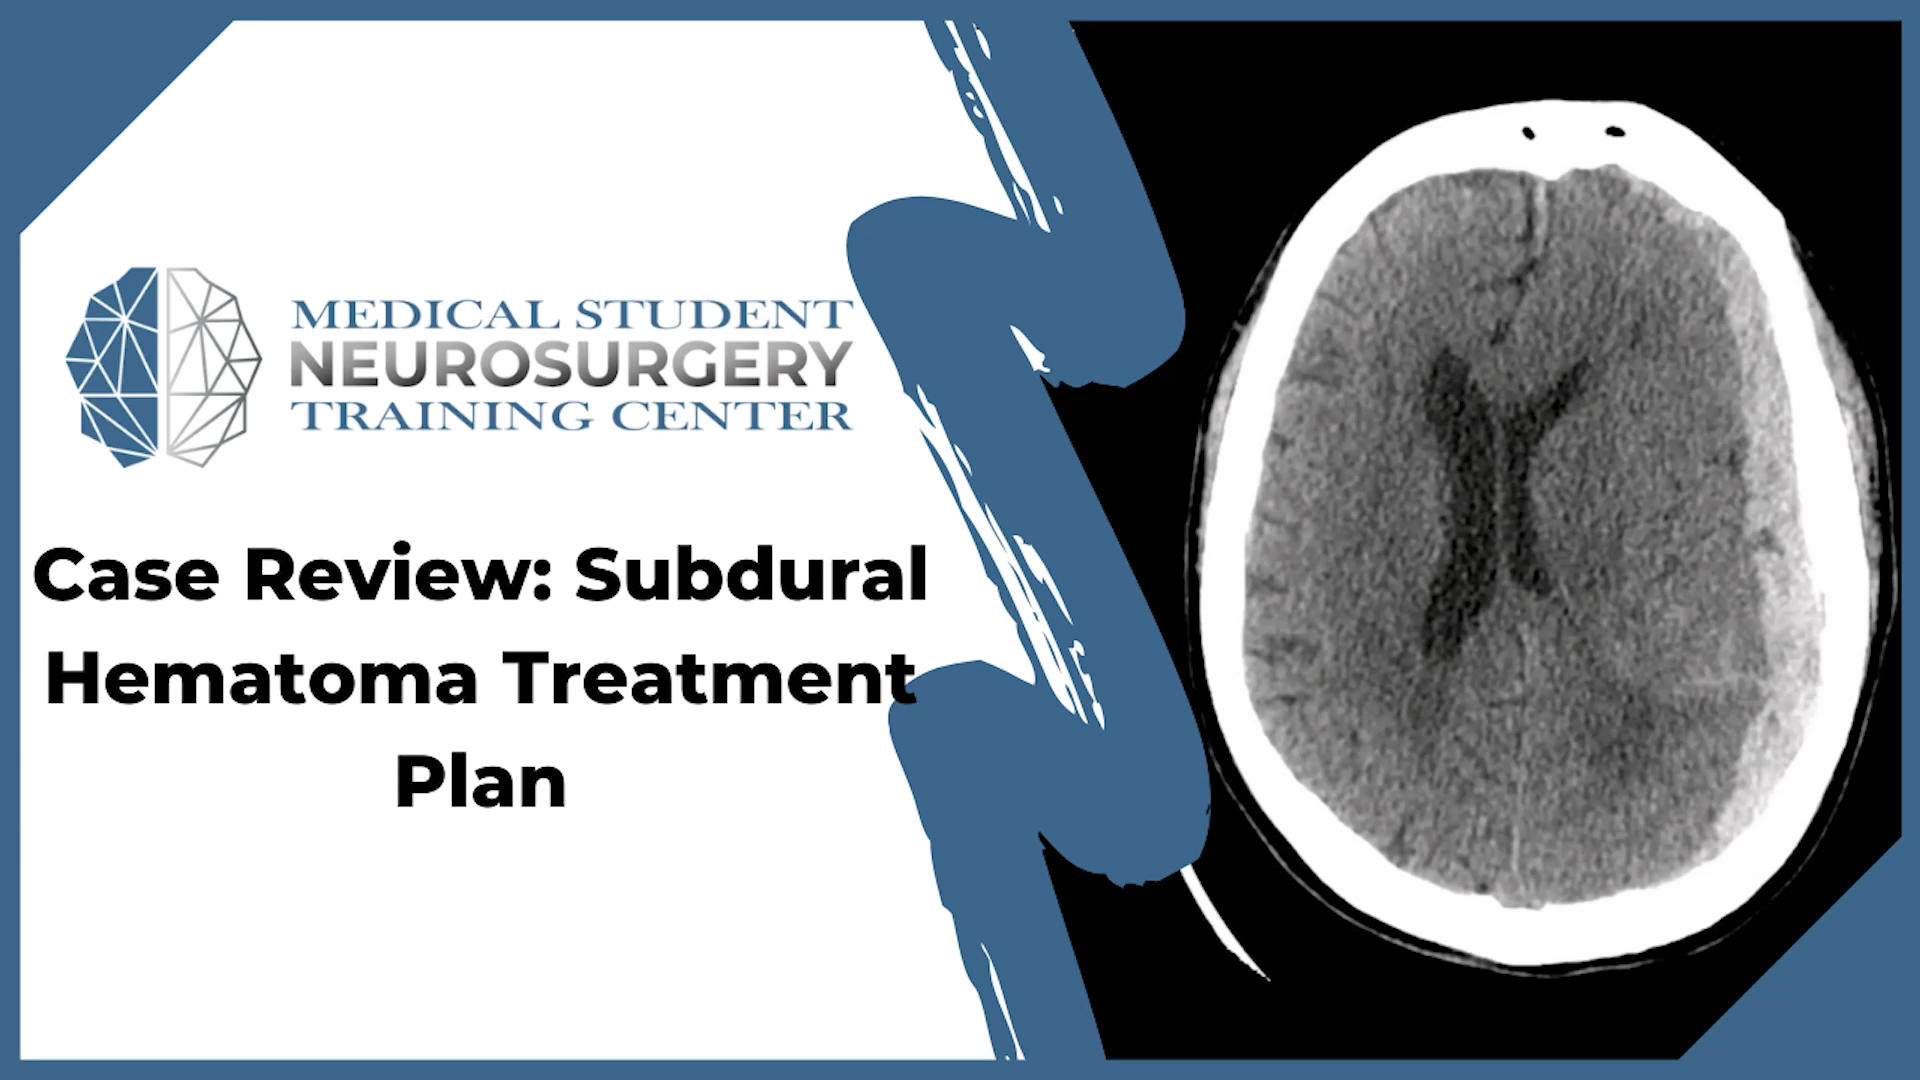 MEDICAL STUDENT
NEUROSURGERY
TRAINING CENTER
Case Review: Subdural
Hematoma Treatment
Plan